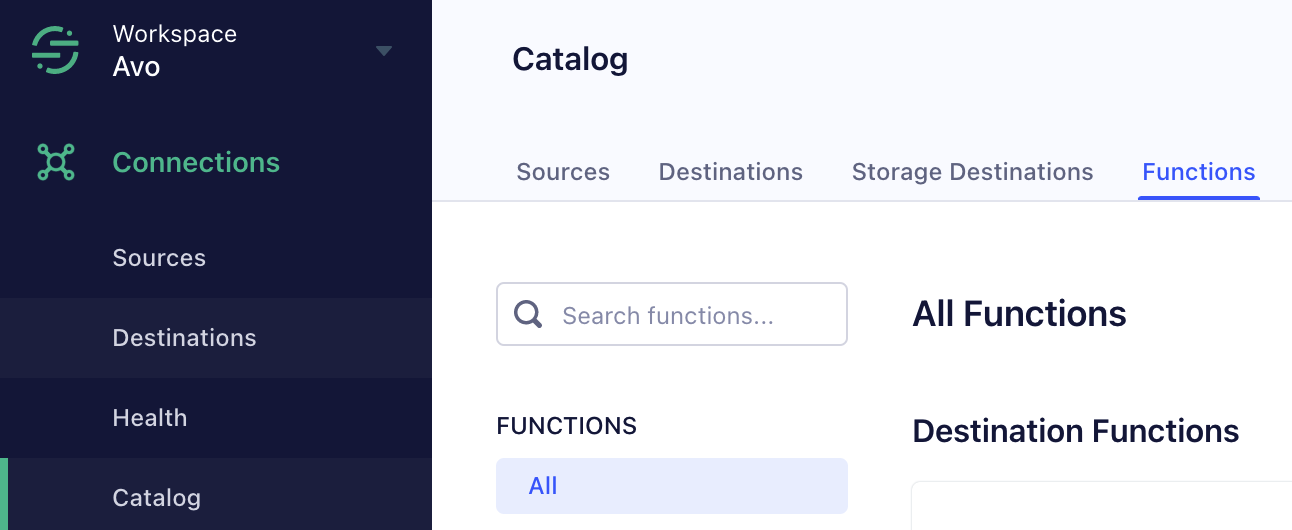 Workspace
Avo
Connections
Sources
Destinations
Health
Catalog
Catalog
Sources Destinations Storage Destinations Functions
Search functions...
FUNCTIONS
All
All Functions
Destination Functions